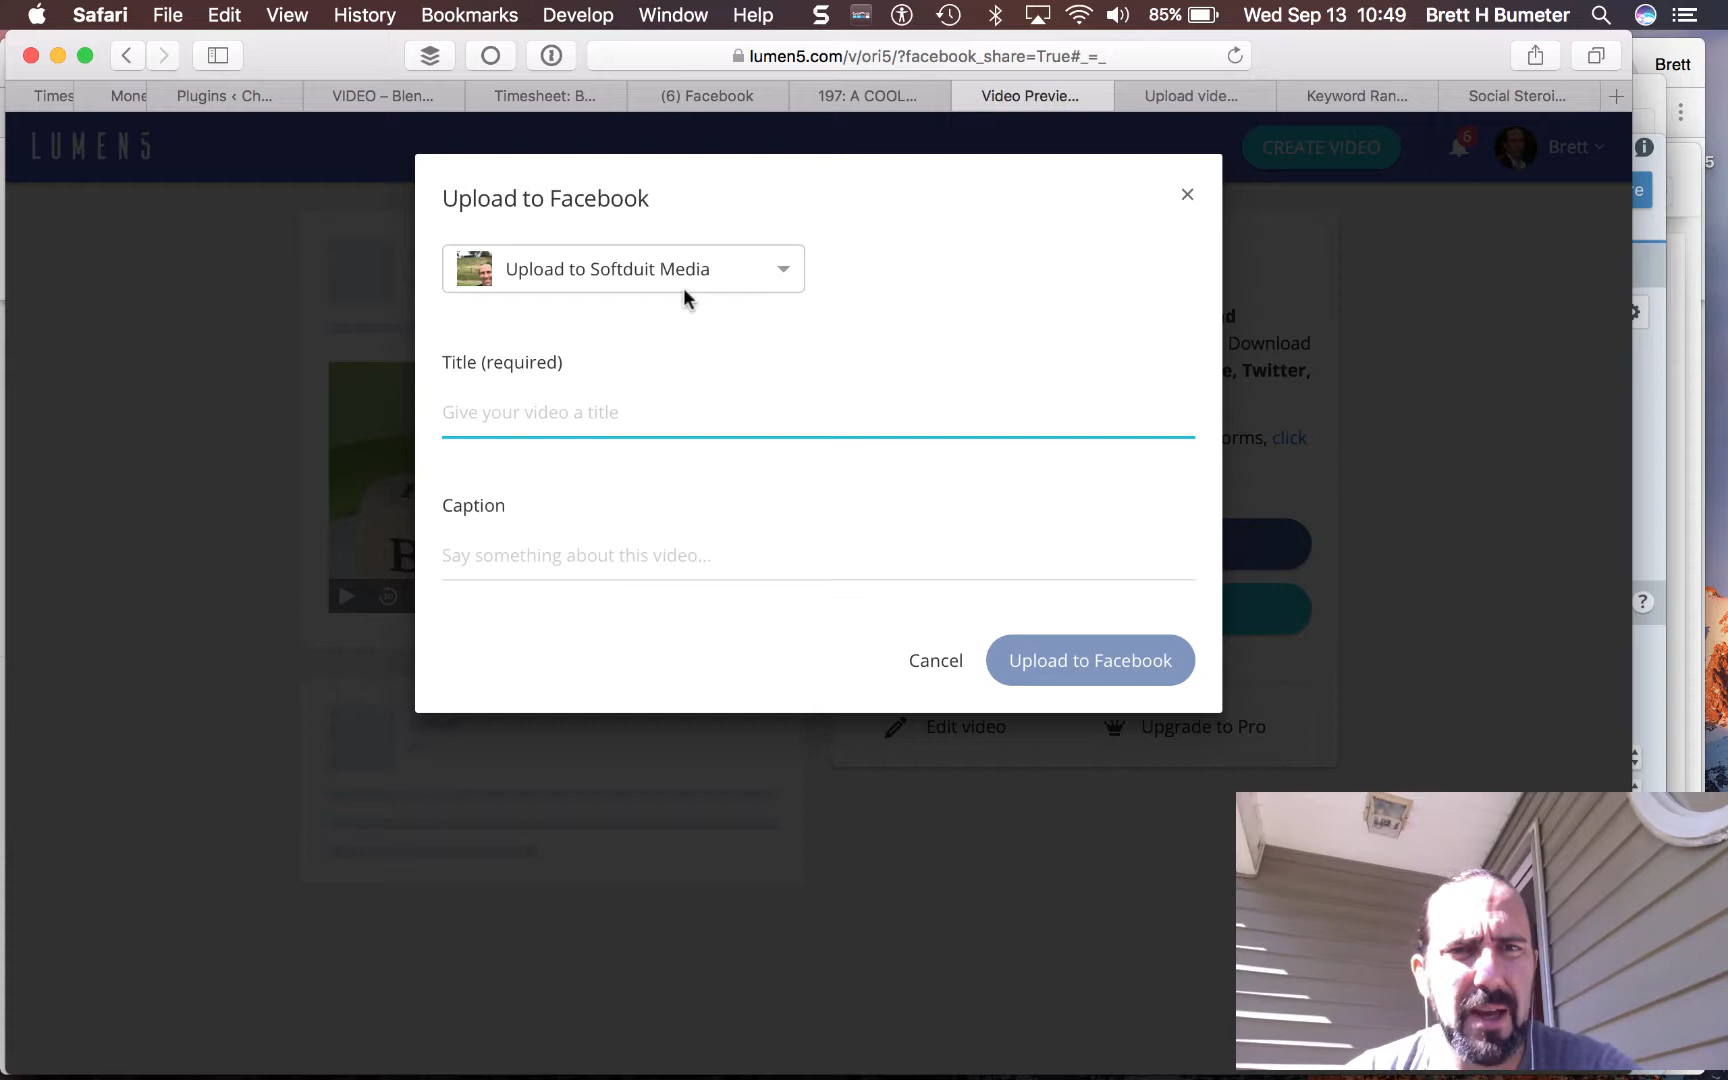 Safari File Edit View History Bookmarks Develop Window Help 85% Wed Sep 13 10:49 Brett H Bumeter
lumen5.com/v/ori5/?facebook_share=True#_=_
Brett
Times Mone Plugins ‹ Ch... VIDEO – Blen... Timesheet: B... (6) Facebook 197: A COOL... Video Previe... Upload vide... Keyword Ran... Social Steroi...
LUMEN5 CREATE VIDEO 6 Brett
Upload to Facebook
Upload to Softduit Media
Download
Title (required)
e, Twitter,
Give your video a title
orms, click
Caption
Say something about this video...
Cancel Upload to Facebook
Edit video Upgrade to Pro